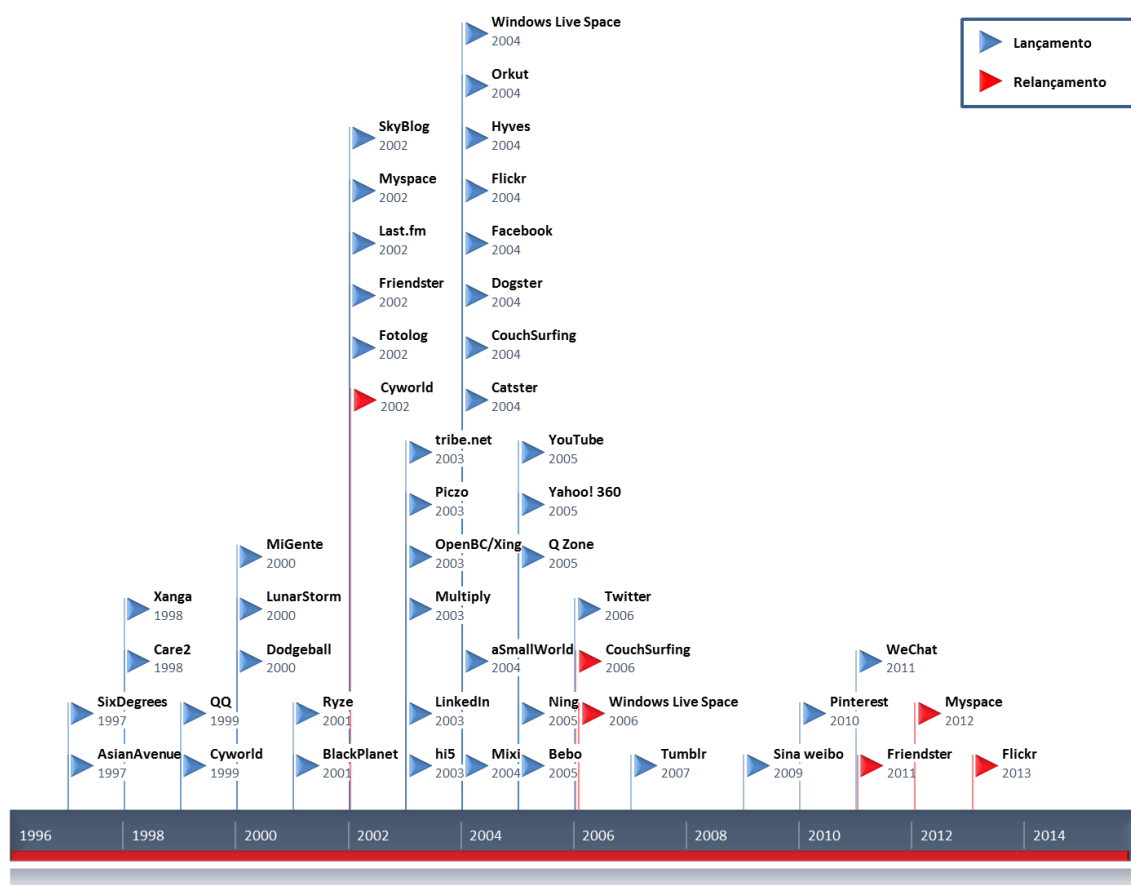 Windows Live Space
2004
Lançamento
Orkut
2004
Relançamento
SkyBlog
2002
Hyves
2004
Myspace
2002
Flickr
2004
Last.fm
2002
Facebook
2004
Friendster
2002
Dogster
2004
Fotolog
2002
CouchSurfing
2004
Cyworld
2002
Catster
2004
tribe.net
2003
YouTube
2005
Piczo
2003
Yahoo! 360
2005
MiGente
2000
OpenBC/Xing
2003
Q Zone
2005
Xanga
1998
LunarStorm
2000
Multiply
2003
Twitter
2006
Care2
1998
Dodgeball
2000
aSmallWorld
2004
CouchSurfing
2006
WeChat
2011
SixDegrees
1997
QQ
1999
Ryze
2001
LinkedIn
2003
Ning
2005
Windows Live Space
2006
Pinterest
2010
Myspace
2012
AsianAvenue
1997
Cyworld
1999
BlackPlanet
2001
hi5
2003
Mixi
2004
Bebo
2005
Tumblr
2007
Sina weibo
2009
Friendster
2011
Flickr
2013
1996 1998 2000 2002 2004 2006 2008 2010 2012 2014